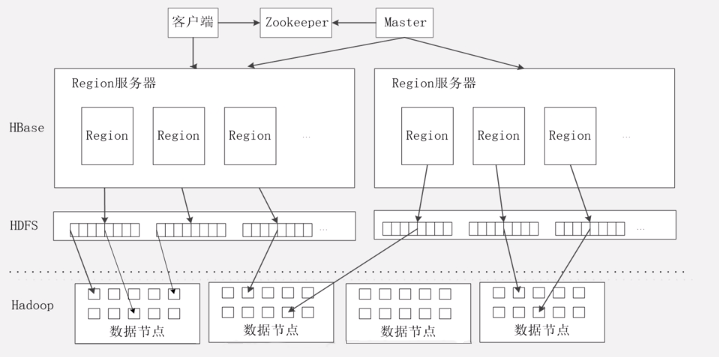 客户端
Zookeeper
Master
Region服务器
Region服务器
HBase
Region
Region
Region
...
Region
Region
Region
...
HDFS
...
...
Hadoop
数据节点
数据节点
数据节点
数据节点